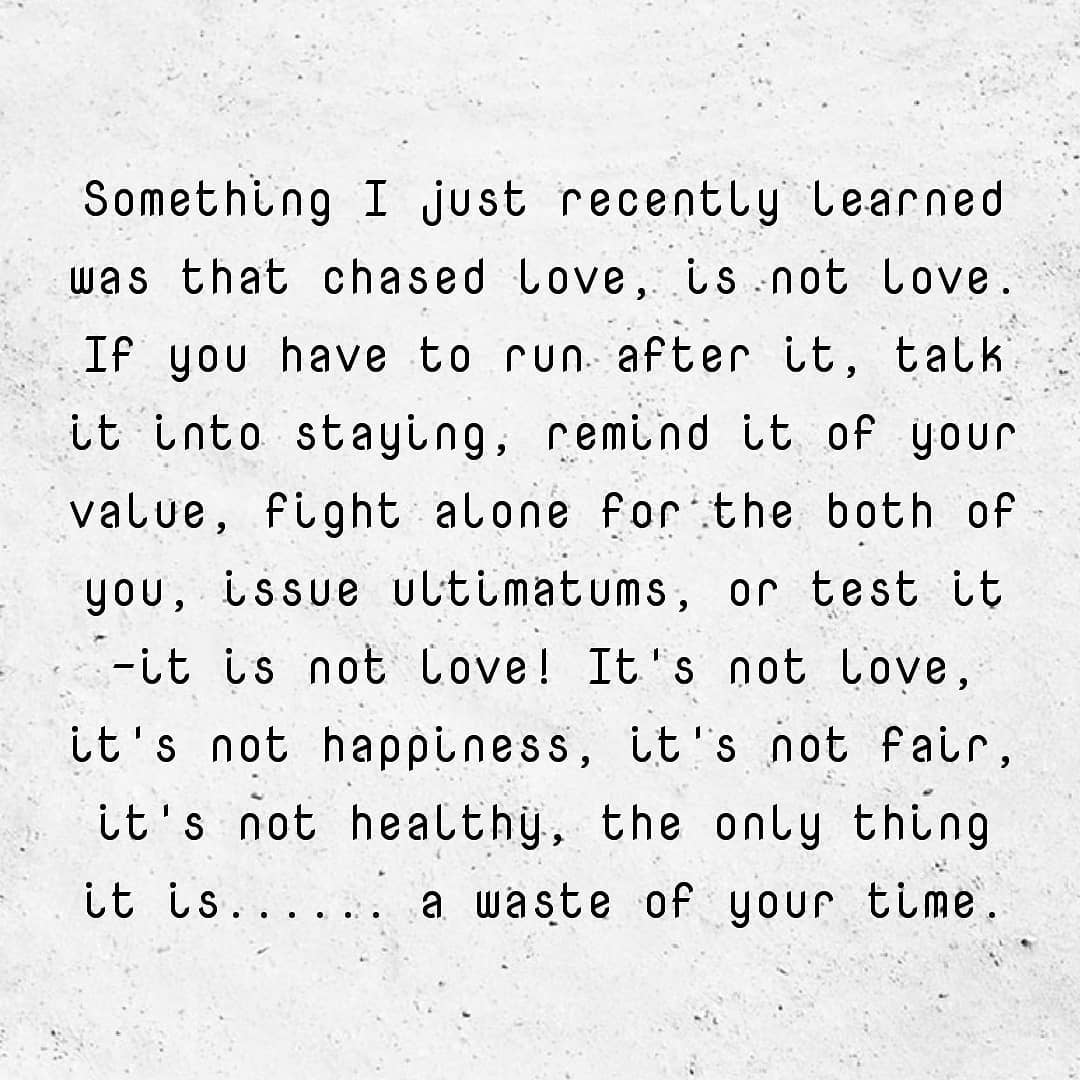 Something I just recently learned
was that chased love, is not love.
If you have to run after it, talk
it into staying, remind it of your
value, fight alone for the both of
you, issue ultimatums, or test it
-it is not love! It's not love,
it's not happiness, it's not fair,
it's not healthy, the only thing
it is...... a waste of your time.